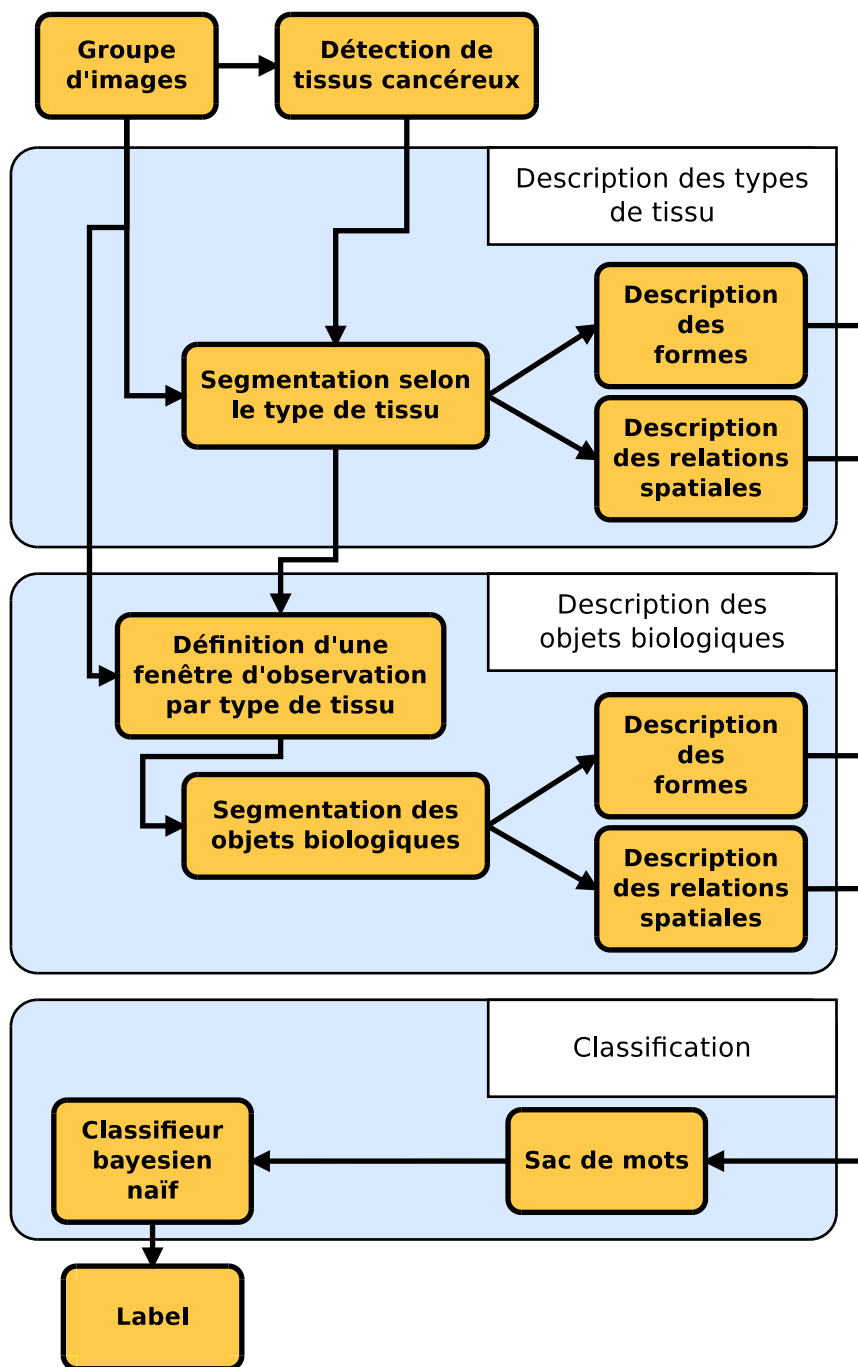 Groupe
d'images
Détection de
tissus cancéreux
Description des types
de tissu
Description
des
formes
Segmentation selon
le type de tissu
Description
des relations
spatiales
Description des
objets biologiques
Définition d'une
fenêtre d'observation
par type de tissu
Description
des
formes
Segmentation des
objets biologiques
Description
des relations
spatiales
Classification
Classifieur
bayesien
naïf
Sac de mots
Label